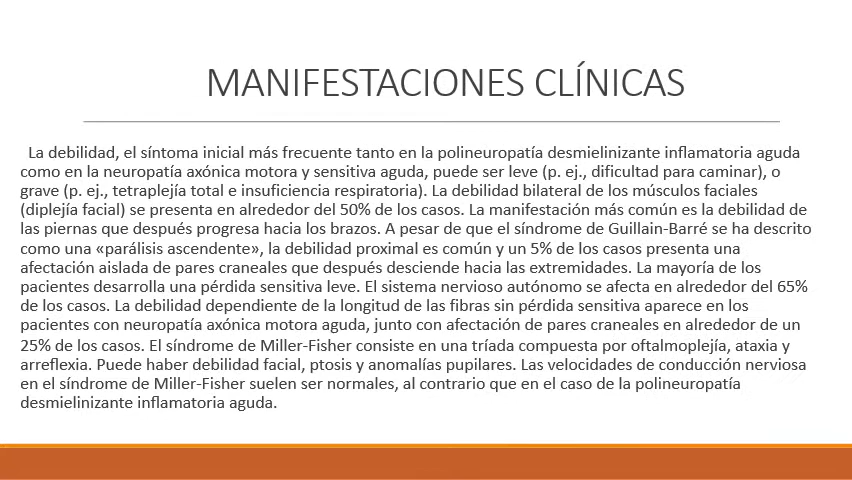 MANIFESTACIONES CLÍNICAS
La debilidad, el síntoma inicial más frecuente tanto en la polineuropatía desmielinizante inflamatoria aguda
como en la neuropatía axónica motora y sensitiva aguda, puede ser leve (p. ej., dificultad para caminar), o
grave (p. ej., tetraplejía total e insuficiencia respiratoria). La debilidad bilateral de los músculos faciales
(diplejía facial) se presenta en alrededor del 50% de los casos. La manifestación más común es la debilidad de
las piernas que después progresa hacia los brazos. A pesar de que el síndrome de Guillain-Barré se ha descrito
como una «parálisis ascendente», la debilidad proximal es común y un 5% de los casos presenta una
afectación aislada de pares craneales que después desciende hacia las extremidades. La mayoría de los
pacientes desarrolla una pérdida sensitiva leve. El sistema nervioso autónomo se afecta en alrededor del 65%
de los casos. La debilidad dependiente de la longitud de las fibras sin pérdida sensitiva aparece en los
pacientes con neuropatía axónica motora aguda, junto con afectación de pares craneales en alrededor de un
25% de los casos. El síndrome de Miller-Fisher consiste en una tríada compuesta por oftalmoplejía, ataxia y
arreflexia. Puede haber debilidad facial, ptosis y anomalías pupilares. Las velocidades de conducción nerviosa
en el síndrome de Miller-Fisher suelen ser normales, al contrario que en el caso de la polineuropatía
desmielinizante inflamatoria aguda.